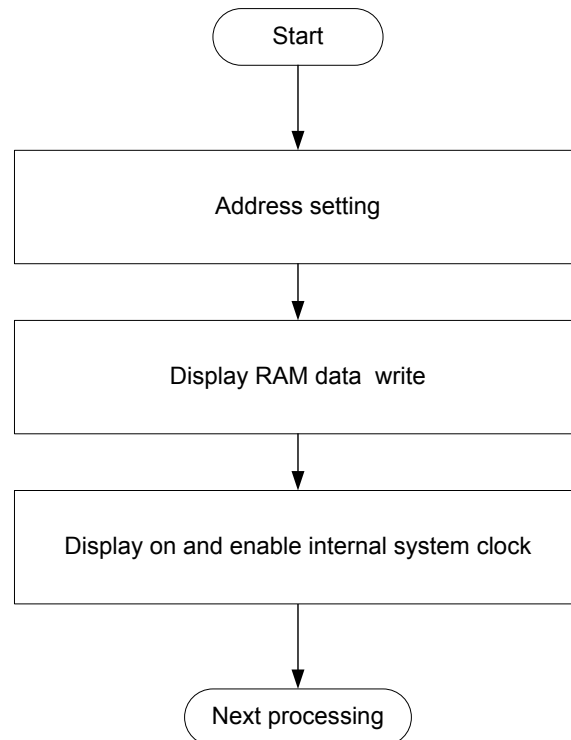 Start
Address setting
Display RAM data  write
Display on and enable internal system clock
Next processing